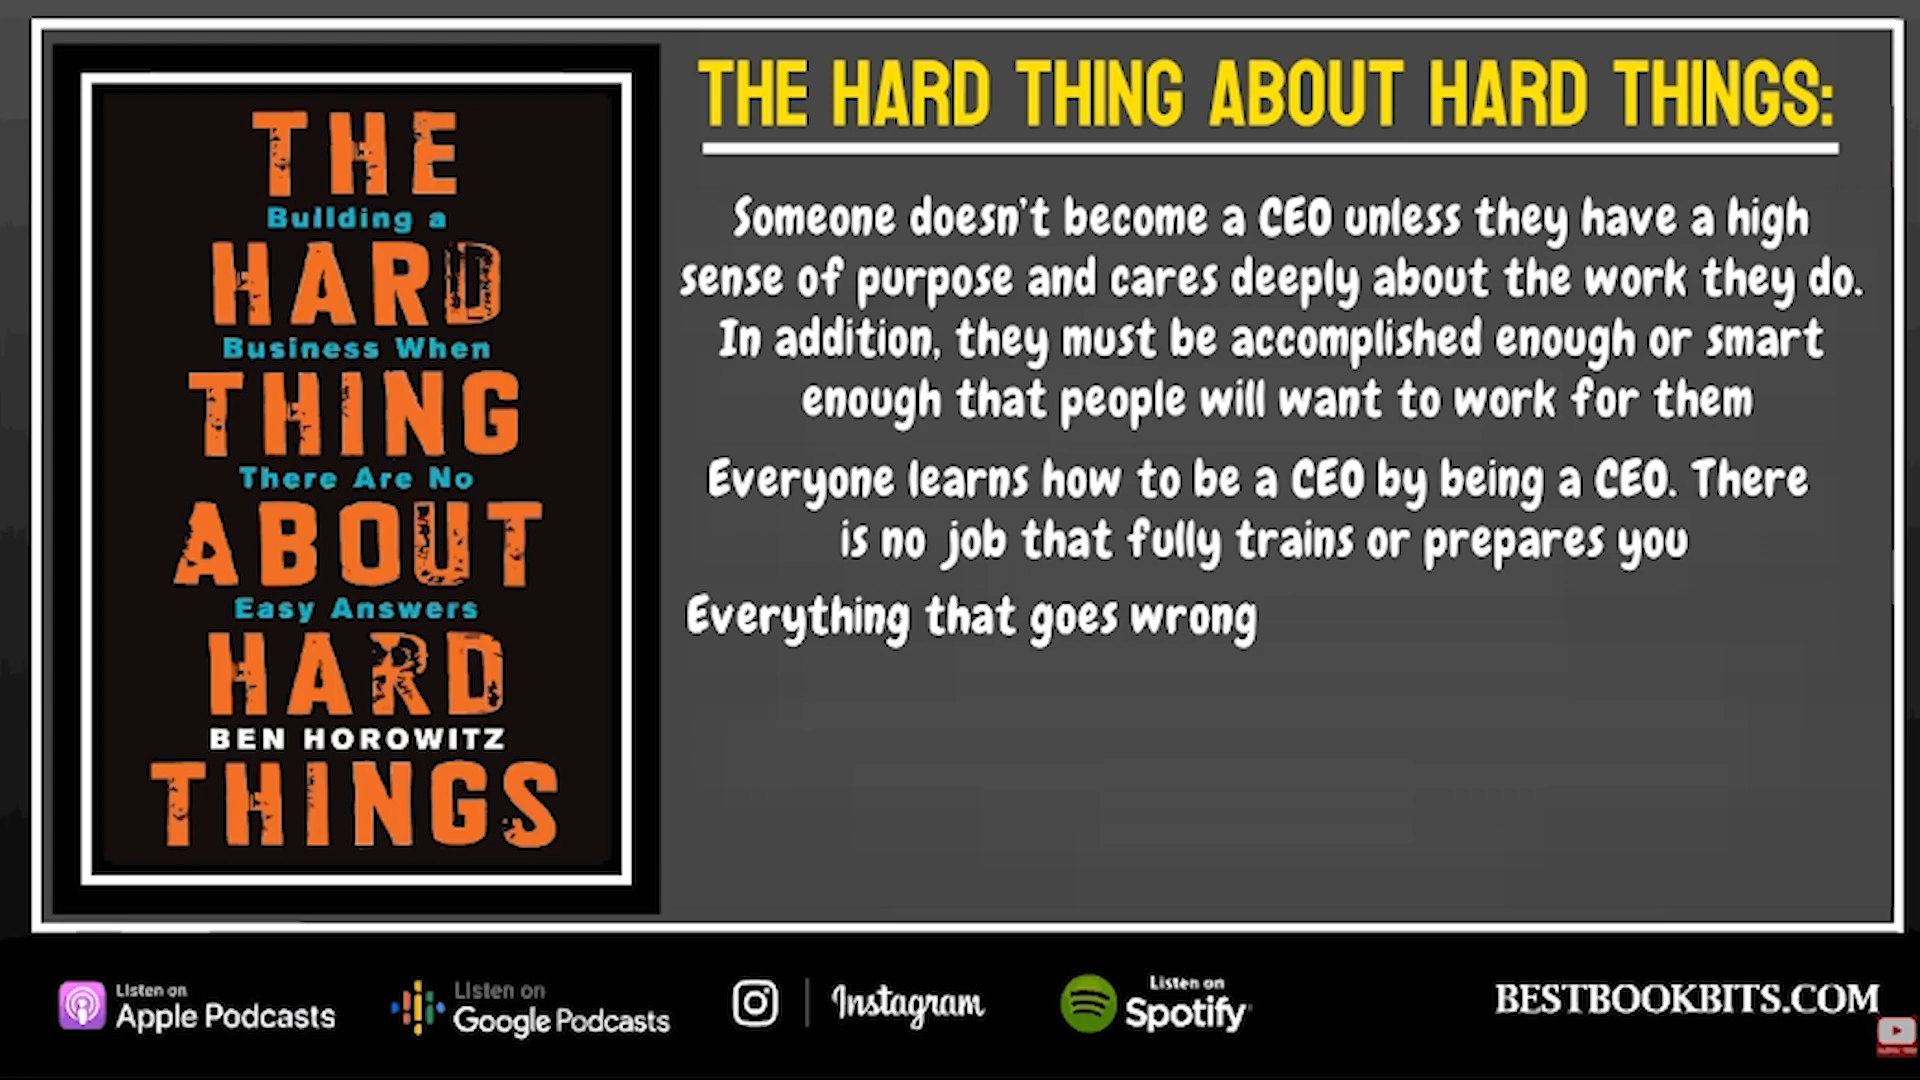 THE
Building a
HARD
Business When
THING
There Are No
ABOUT
Easy Answers
HARD
BEN HOROWITZ
THINGS
THE HARD THING ABOUT HARD THINGS:
Someone doesn't become a CEO unless they have a high
sense of purpose and cares deeply about the work they do.
In addition, they must be accomplished enough or smart
enough that people will want to work for them
Everyone learns how to be a CEO by being a CEO. There
is no job that fully trains or prepares you
Everything that goes wrong
Listen on
Apple Podcasts
Listen on
Google Podcasts
Instagram
Listen on
Spotify
BESTBOOKBITS.COM